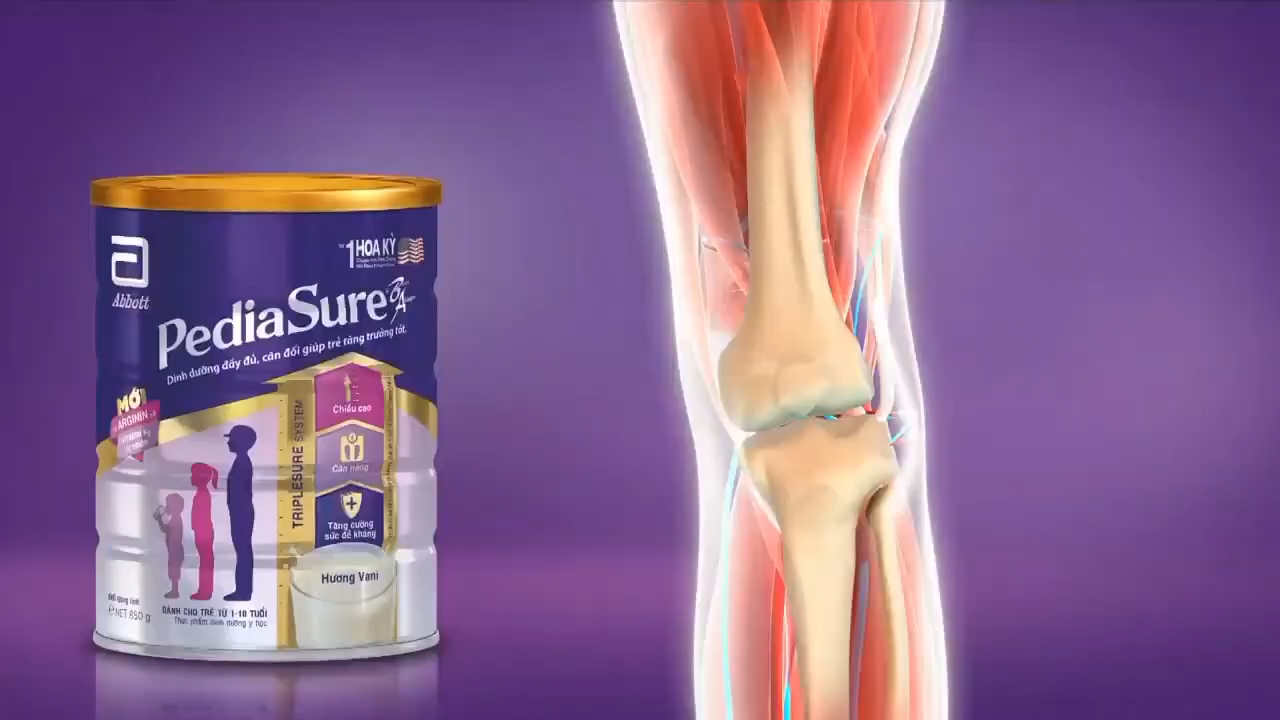 1 HOA KỲ
Abbott
PediaSure BA
Dinh dưỡng đầy đủ, cân đối giúp trẻ tăng trưởng tốt.
MỚI
ARGININ
VITAMIN K2
TRIPLESURE SYSTEM
Chiều cao
Cân nặng
Tăng cường
sức đề kháng
Hương Vani
NET 850 g
DÀNH CHO TRẺ TỪ 1-10 TUỔI
Thực phẩm dinh dưỡng y học